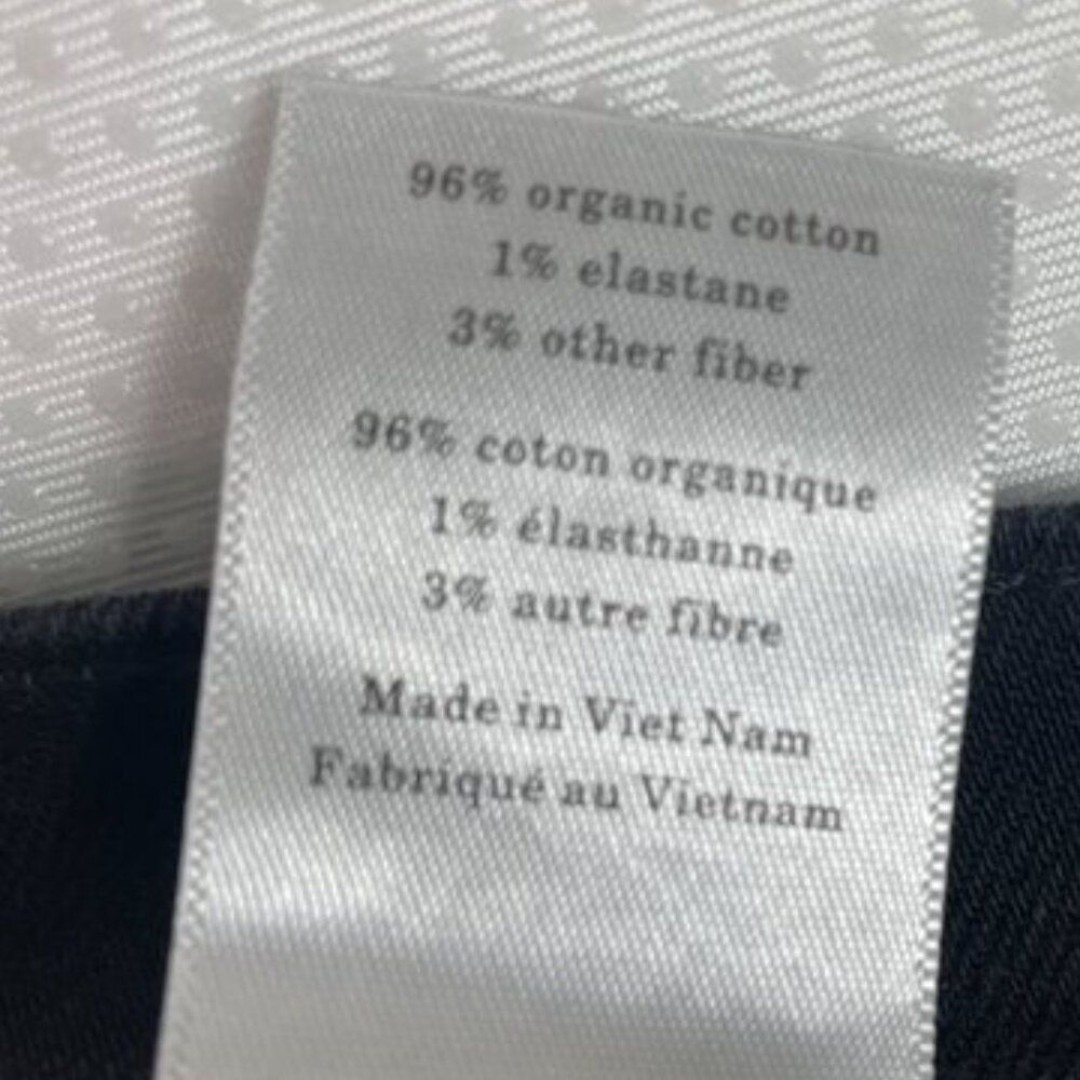 96% organic cotton
1% elastane
3% other fiber
96% coton organique
1% élasthanne
3% autre fibre
Made in Viet Nam
Fabriqué au Vietnam